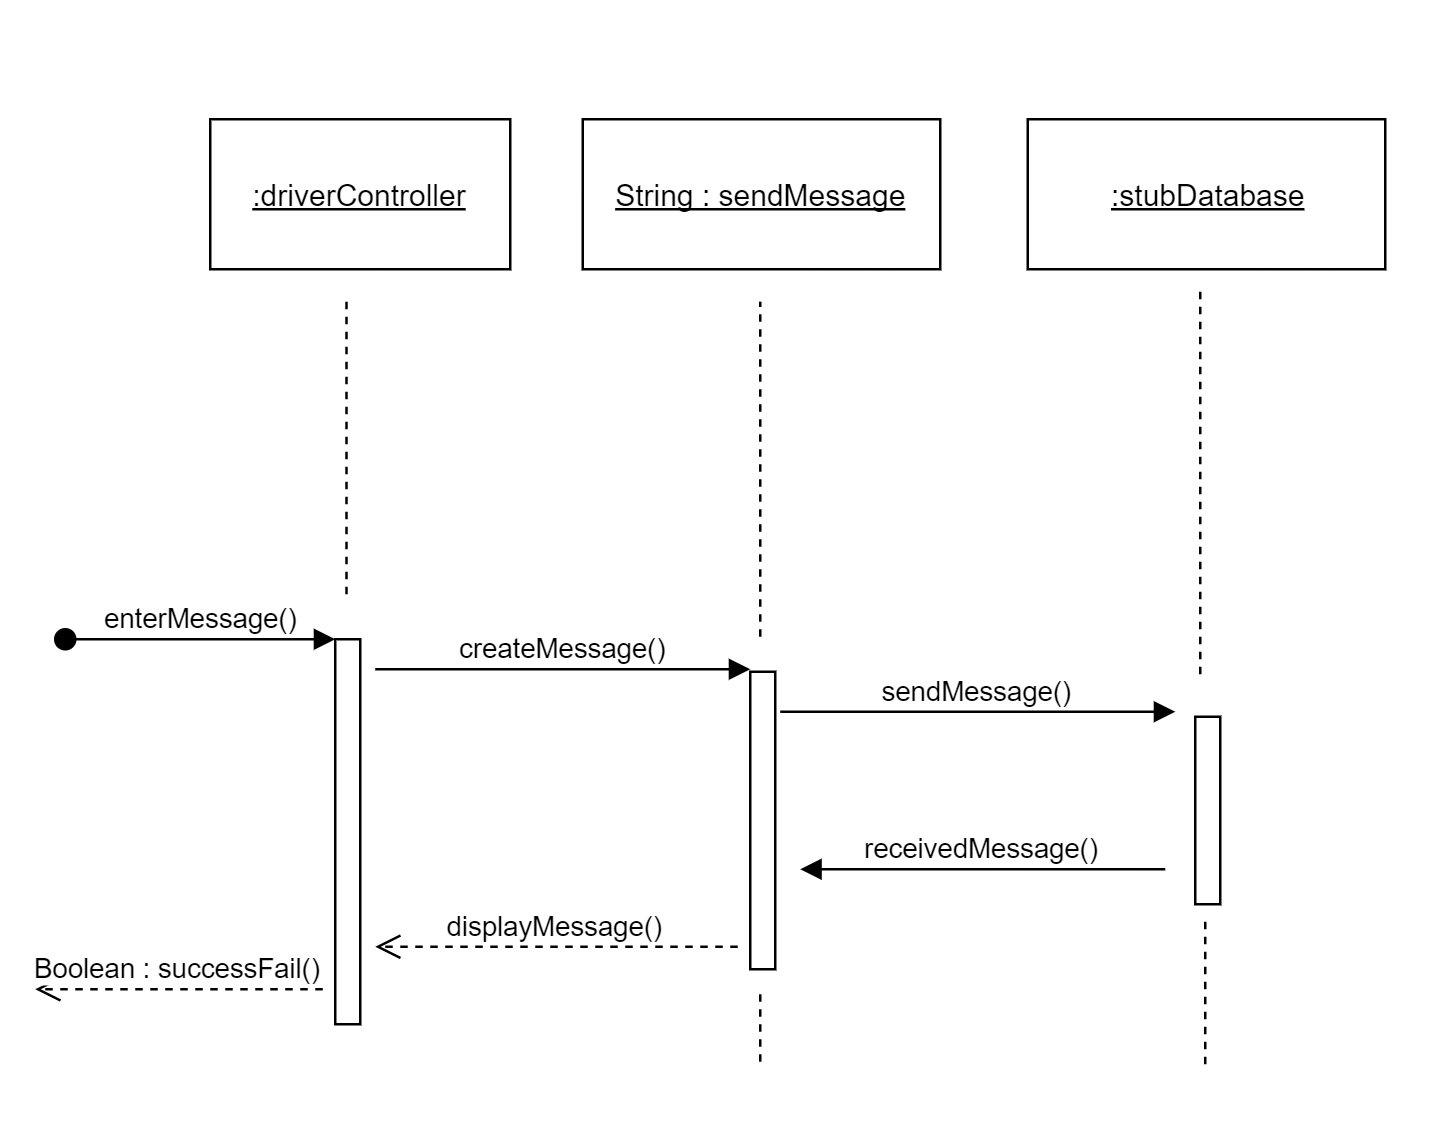 :driverController
String : sendMessage
:stubDatabase
enterMessage()
createMessage()
sendMessage()
receivedMessage()
displayMessage()
Boolean : successFail()